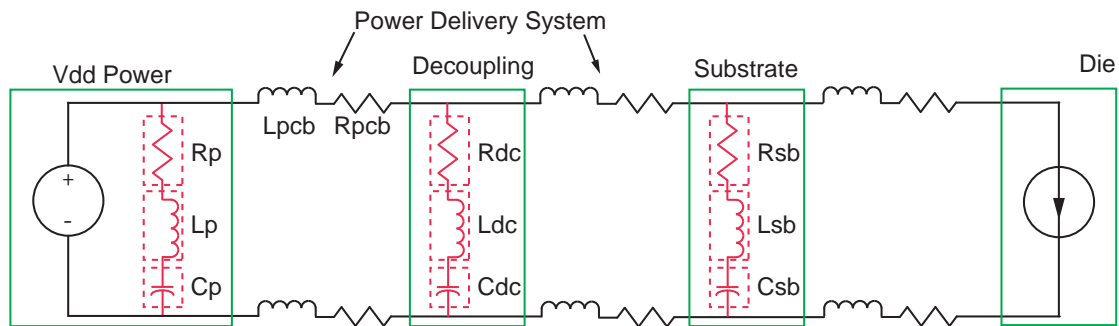 Power Delivery System
Vdd Power
Decoupling
Substrate
Die
Lpcb
Rpcb
Rp
Rdc
Rsb
+
-
Lp
Ldc
Lsb
Cp
Cdc
Csb